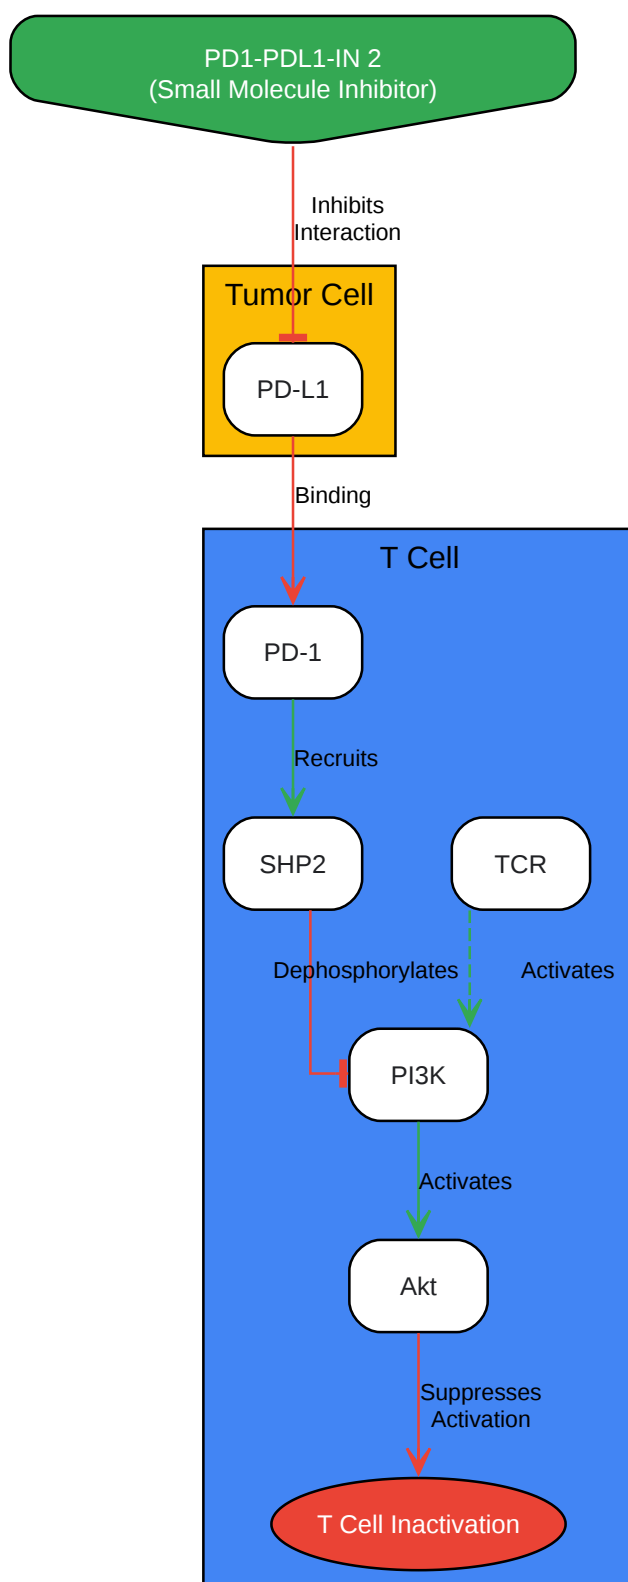 PD1-PDL1-IN 2
(Small Molecule Inhibitor)
Inhibits
Interaction
Tumor Cell
PD-L1
Binding
T Cell
PD-1
Recruits
SHP2
TCR
Dephosphorylates
Activates
PI3K
Activates
Akt
Suppresses
Activation
T Cell Inactivation